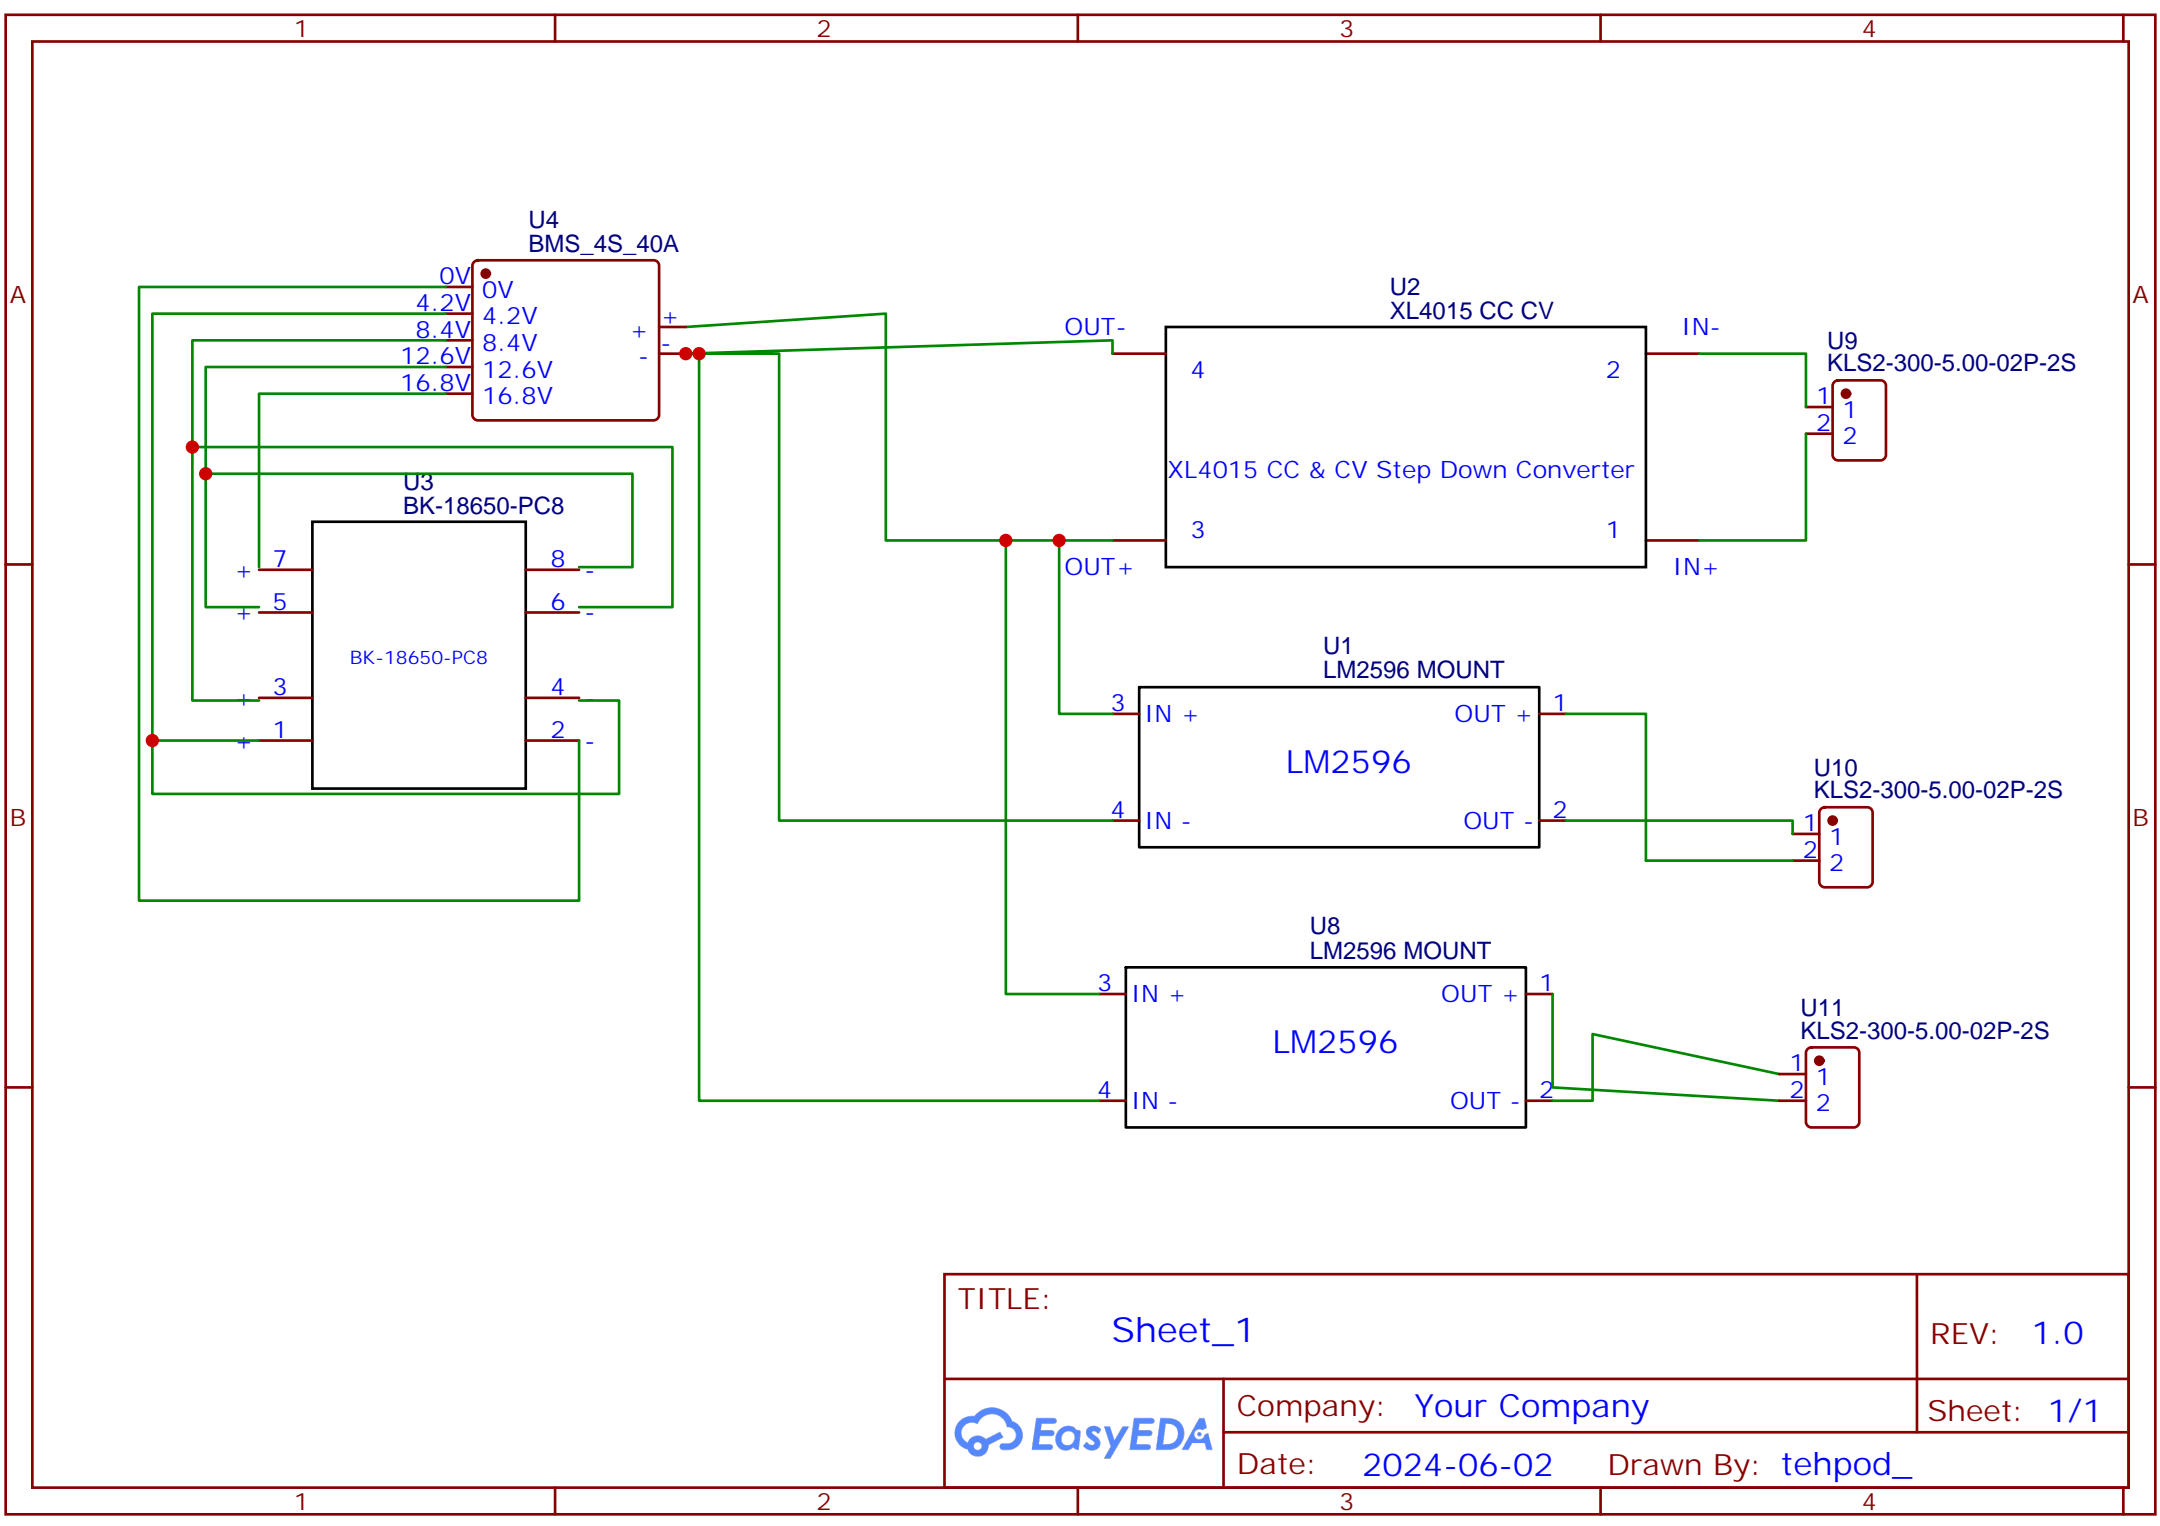 1 2 3 4
A A
B B
U4
BMS_4S_40A
0V 0V
4.2V 4.2V
8.4V 8.4V
12.6V 12.6V
16.8V 16.8V
+ +
- -
U3
BK-18650-PC8
+ 7 8 -
+ 5 6 -
BK-18650-PC8
+ 3 4
+ 1 2 -
U2
XL4015 CC CV
OUT- IN-
4 2
XL4015 CC & CV Step Down Converter
3 1
OUT+ IN+
U9
KLS2-300-5.00-02P-2S
1 1
2 2
U1
LM2596 MOUNT
3 IN + OUT + 1
LM2596
4 IN - OUT - 2
U10
KLS2-300-5.00-02P-2S
1 1
2 2
U8
LM2596 MOUNT
3 IN + OUT + 1
LM2596
4 IN - OUT - 2
U11
KLS2-300-5.00-02P-2S
1 1
2 2
TITLE:
Sheet_1
REV: 1.0
EasyEDA
Company: Your Company
Sheet: 1/1
Date: 2024-06-02 Drawn By: tehpod_
1 2 3 4